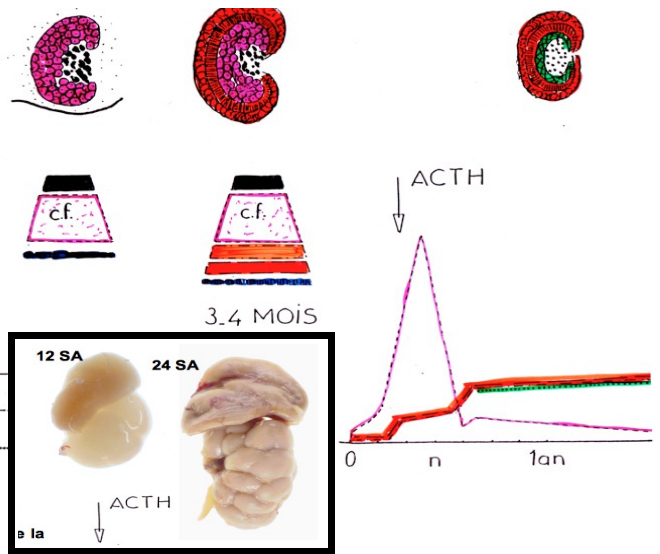 c.f.
c.f.
ACTH
3-4 MOIS
12 SA
24 SA
ACTH
e la
0 n 1an